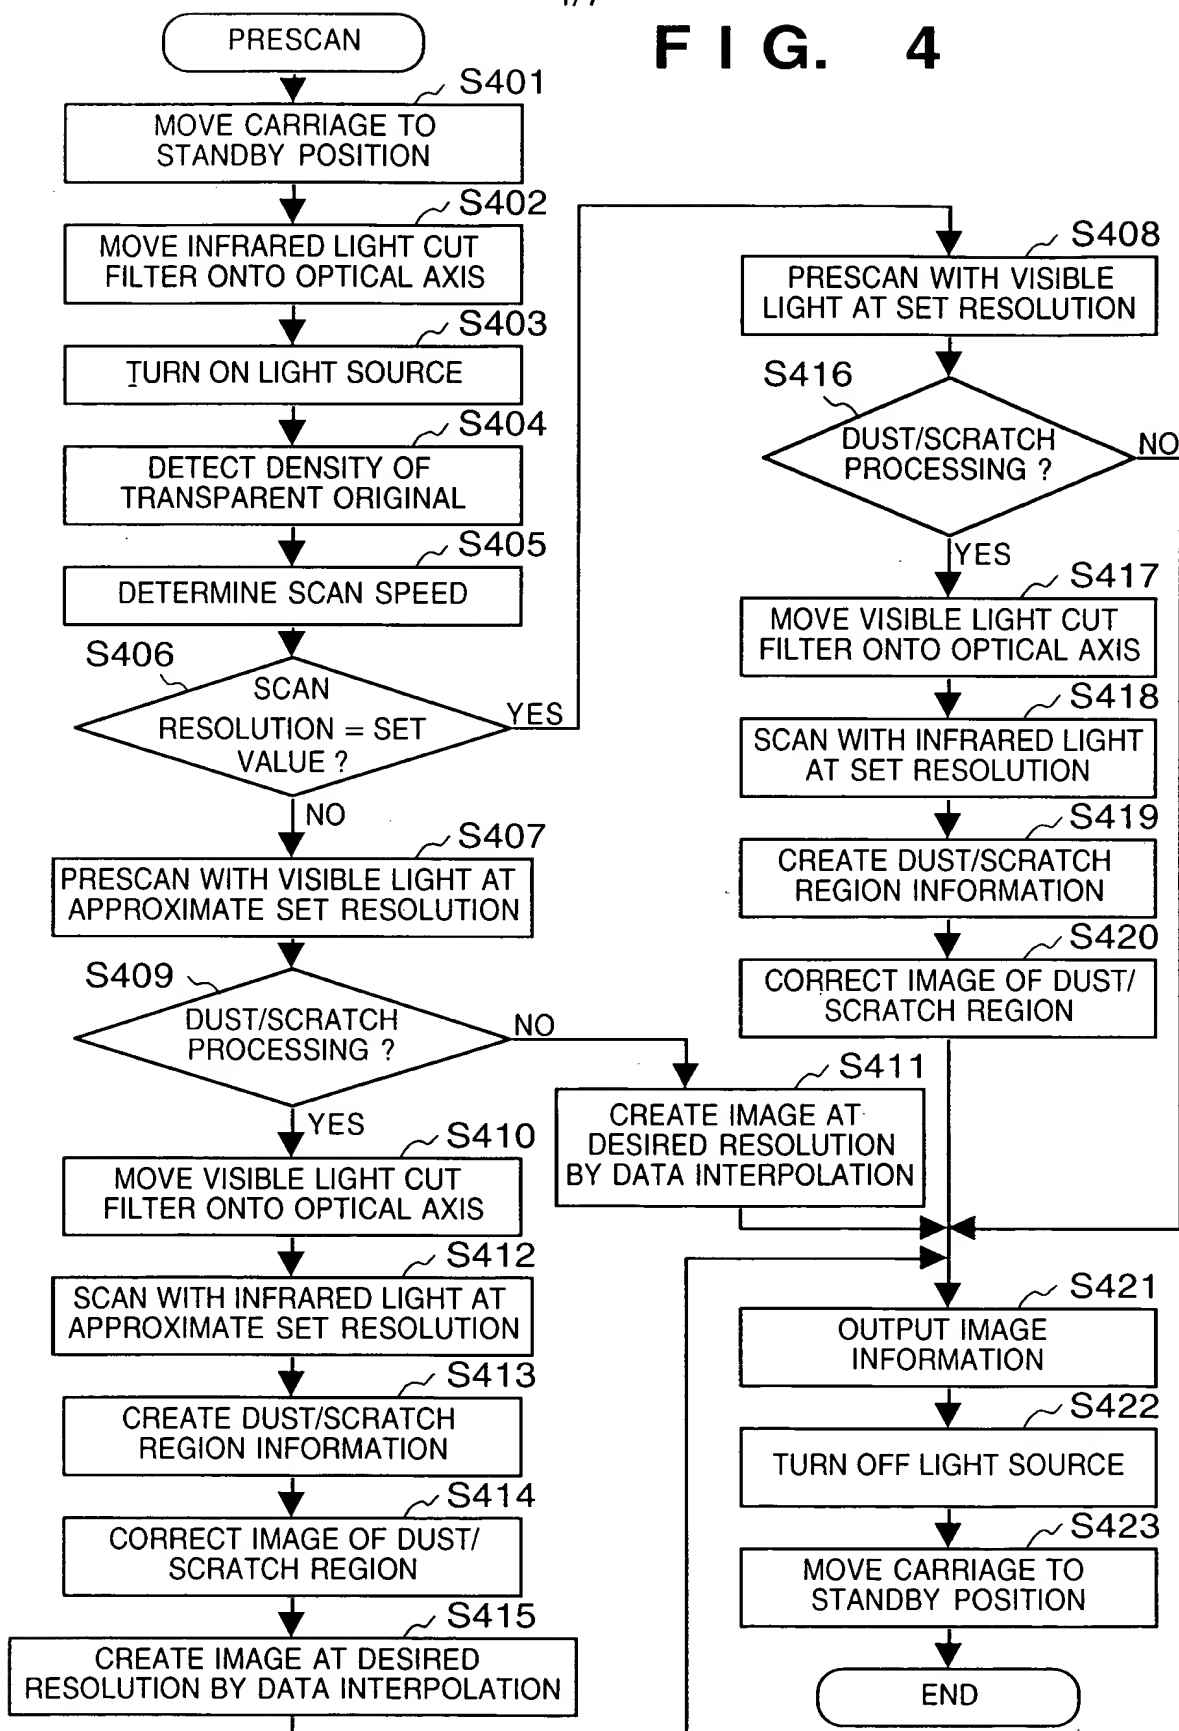 FIG. 4
PRESCAN
S401
MOVE CARRIAGE TO
STANDBY POSITION
S402
MOVE INFRARED LIGHT CUT
FILTER ONTO OPTICAL AXIS
S403
TURN ON LIGHT SOURCE
S404
DETECT DENSITY OF
TRANSPARENT ORIGINAL
S405
DETERMINE SCAN SPEED
S406
SCAN
RESOLUTION = SET
VALUE ?
YES
NO
S407
PRESCAN WITH VISIBLE LIGHT AT
APPROXIMATE SET RESOLUTION
S409
DUST/SCRATCH
PROCESSING ?
NO
YES
S410
MOVE VISIBLE LIGHT CUT
FILTER ONTO OPTICAL AXIS
S411
CREATE IMAGE AT
DESIRED RESOLUTION
BY DATA INTERPOLATION
S412
SCAN WITH INFRARED LIGHT AT
APPROXIMATE SET RESOLUTION
S413
CREATE DUST/SCRATCH
REGION INFORMATION
S414
CORRECT IMAGE OF DUST/
SCRATCH REGION
S415
CREATE IMAGE AT DESIRED
RESOLUTION BY DATA INTERPOLATION
S408
PRESCAN WITH VISIBLE
LIGHT AT SET RESOLUTION
S416
DUST/SCRATCH
PROCESSING ?
NO
YES
S417
MOVE VISIBLE LIGHT CUT
FILTER ONTO OPTICAL AXIS
S418
SCAN WITH INFRARED LIGHT
AT SET RESOLUTION
S419
CREATE DUST/SCRATCH
REGION INFORMATION
S420
CORRECT IMAGE OF DUST/
SCRATCH REGION
S421
OUTPUT IMAGE
INFORMATION
S422
TURN OFF LIGHT SOURCE
S423
MOVE CARRIAGE TO
STANDBY POSITION
END